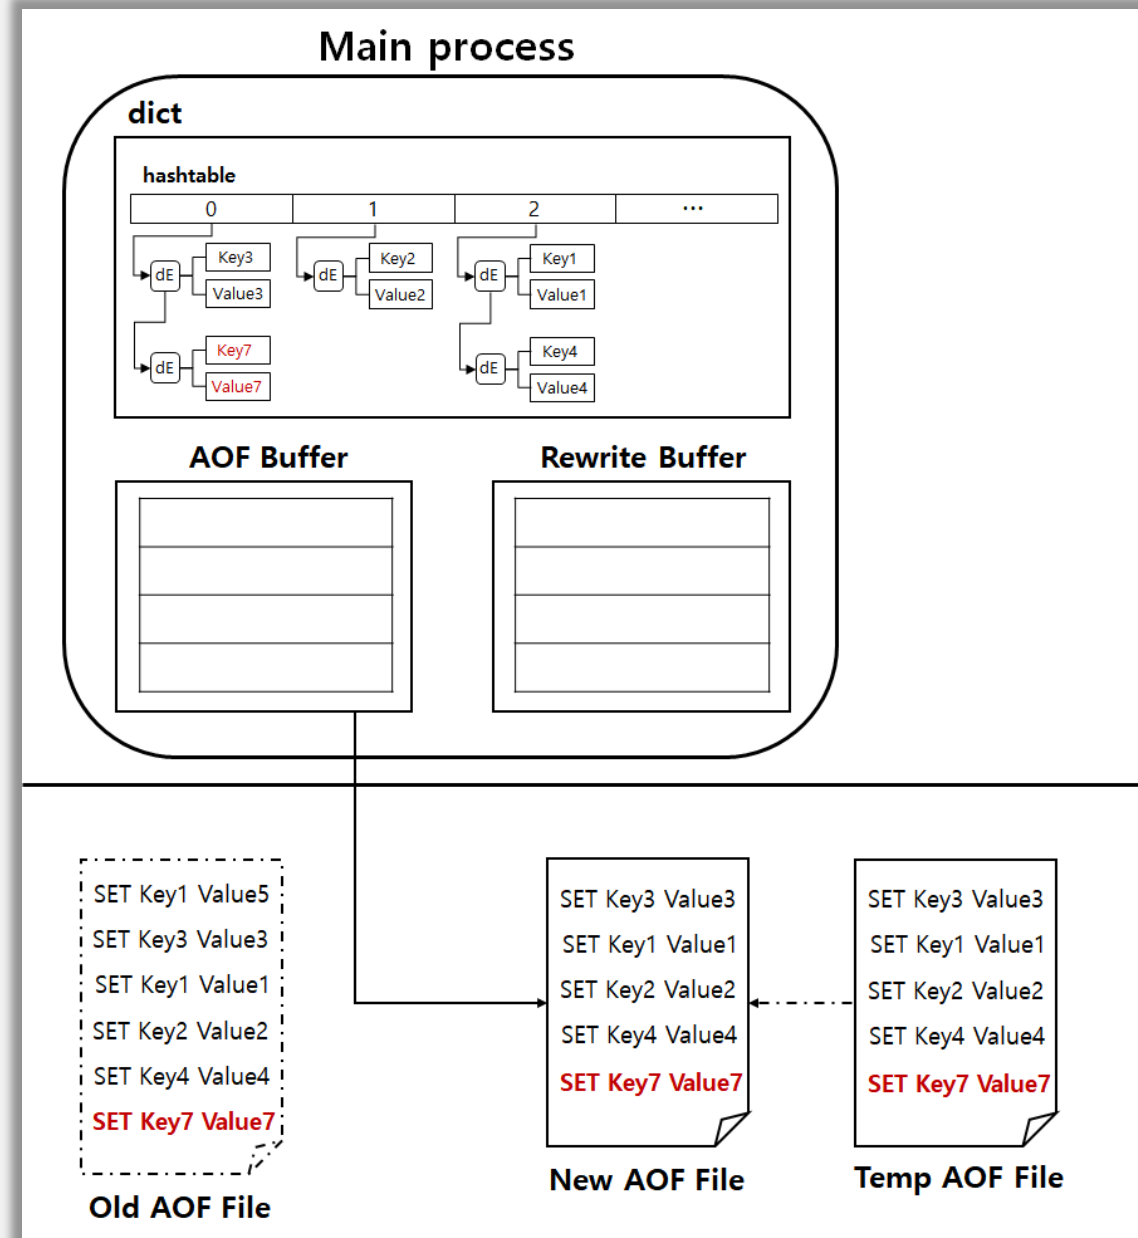 Main process
dict
hashtable
0 1 2 ...
dE Key3 Value3
dE Key2 Value2
dE Key1 Value1
dE Key7 Value7
dE Key4 Value4
AOF Buffer
Rewrite Buffer
SET Key1 Value5
SET Key3 Value3
SET Key1 Value1
SET Key2 Value2
SET Key4 Value4
SET Key7 Value7
Old AOF File
SET Key3 Value3
SET Key1 Value1
SET Key2 Value2
SET Key4 Value4
SET Key7 Value7
New AOF File
SET Key3 Value3
SET Key1 Value1
SET Key2 Value2
SET Key4 Value4
SET Key7 Value7
Temp AOF File